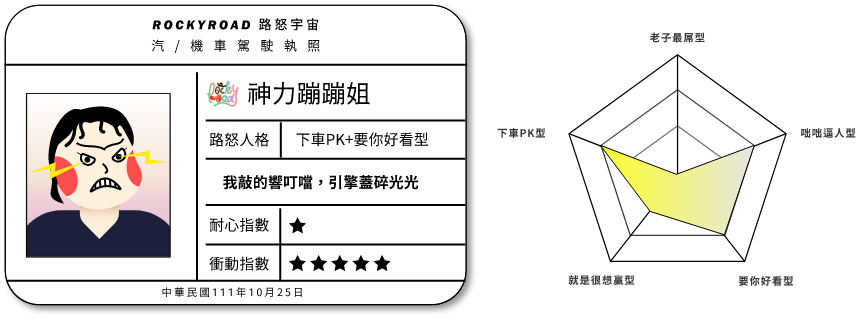 ROCKYROAD 路怒宇宙
汽/機車駕駛執照
Rocky Road 神力蹦蹦姐
路怒人格 下車PK+要你好看型
我敲的響叮噹，引擎蓋碎光光
耐心指數 ★
衝動指數 ★★★★★
中華民國111年10月25日
老子最屌型
下車PK型
咄咄逼人型
就是很想贏型
要你好看型